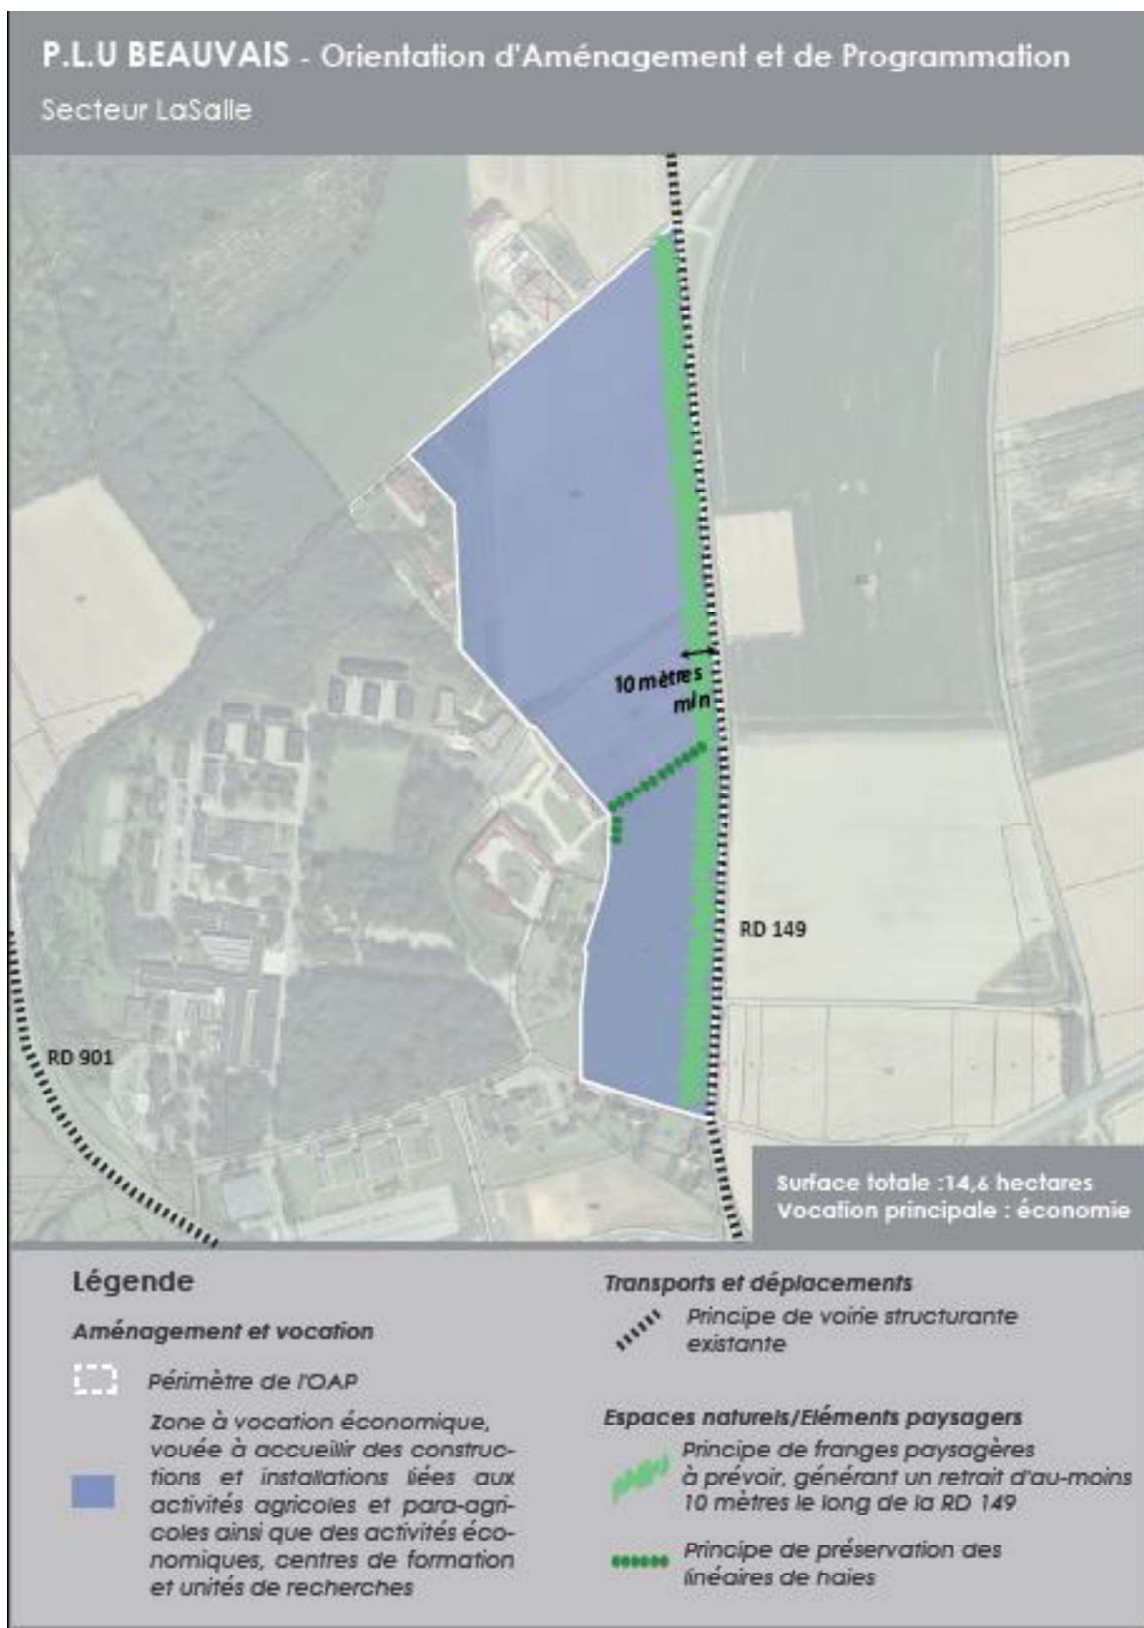 P.L.U BEAUVAIS - Orientation d'Aménagement et de Programmation
Secteur LaSalle
10 mètres
min
RD 149
RD 901
Surface totale :14,6 hectares
Vocation principale : économie
Légende
Aménagement et vocation
Périmètre de l'OAP
Zone à vocation économique,
vouée à accueillir des construc-
tions et installations liées aux
activités agricoles et para-agri-
coles ainsi que des activités éco-
nomiques, centres de formation
et unités de recherches
Transports et déplacements
Principe de voirie structurante
existante
Espaces naturels/Eléments paysagers
Principe de franges paysagères
à prévoir, générant un retrait d'au-moins
10 mètres le long de la RD 149
Principe de préservation des
linéaires de haies